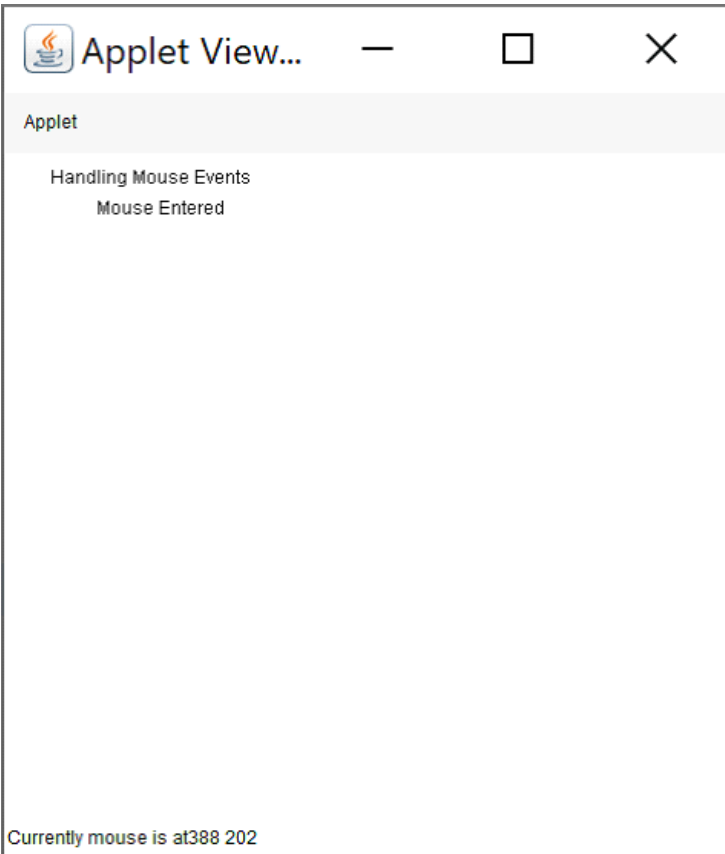 Applet View...
Applet
Handling Mouse Events
Mouse Entered
Currently mouse is at388 202